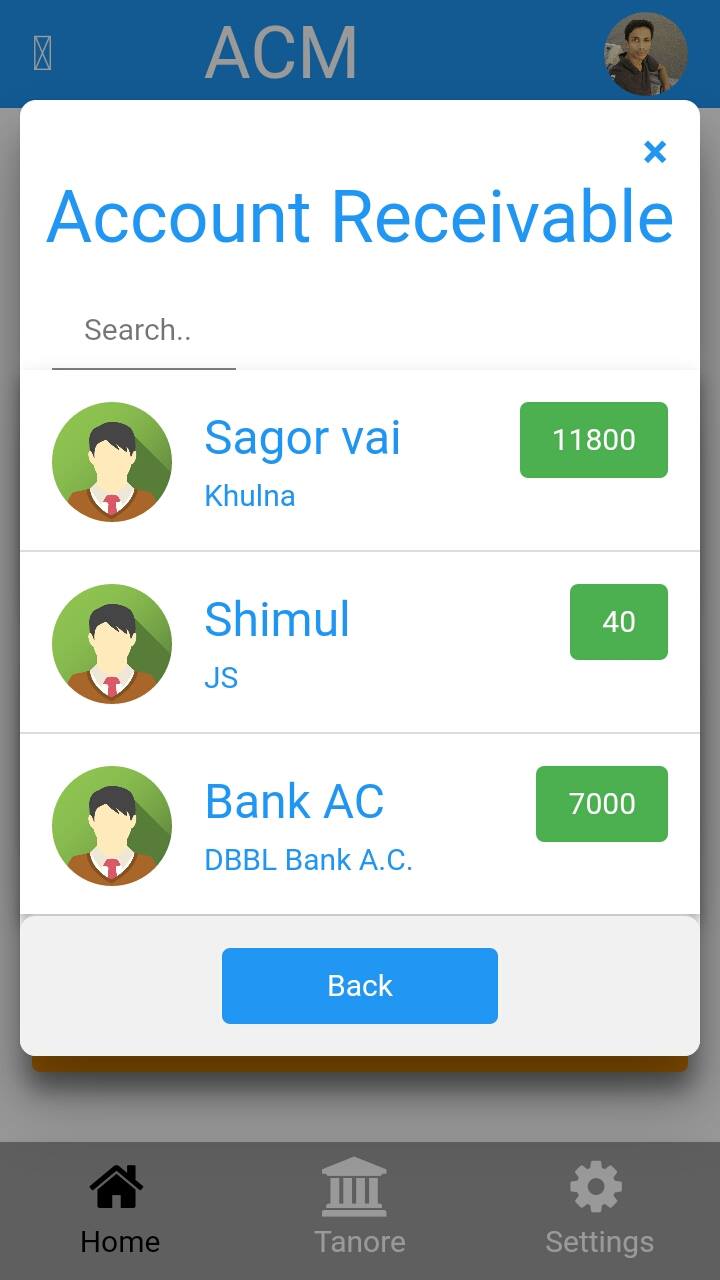 ACM
×
Account Receivable
Search..
Sagor vai
11800
Khulna
Shimul
40
JS
Bank AC
7000
DBBL Bank A.C.
Back
Home
Tanore
Settings